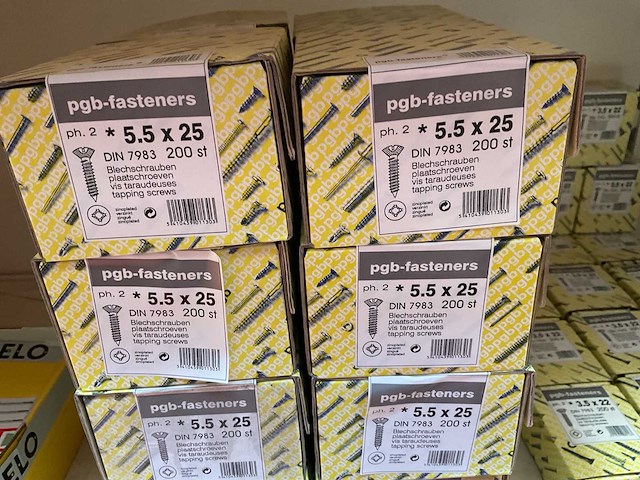 pgb-fasteners
ph. 2 * 5.5 x 25
DIN 7983 200 st
Blechschrauben
plaatschroeven
vis taraudeuses
tapping screws
5410439011303
pgb-fasteners
ph. 2 * 5.5 x 25
DIN 7983 200 st
Blechschrauben
plaatschroeven
vis taraudeuses
tapping screws
5410439011303
pgb-fasteners
ph. 2 * 5.5 x 25
DIN 7983 200 st
Blechschrauben
plaatschroeven
vis taraudeuses
tapping screws
pgb-fasteners
ph. 2 * 5.5 x 25
DIN 7983 200 st
Blechschrauben
plaatschroeven
vis taraudeuses
tapping screws
pgb-fasteners
ph. 2 * 5.5 x 25
DIN 7983 200 st
Blechschrauben
plaatschroeven
vis taraudeuses
tapping screws
pgb-fasteners
ph. 2 * 5.5 x 25
DIN 7983 200 st
Blechschrauben
plaatschroeven
vis taraudeuses
tapping screws
* 3.5 x 22
ELO
ELO